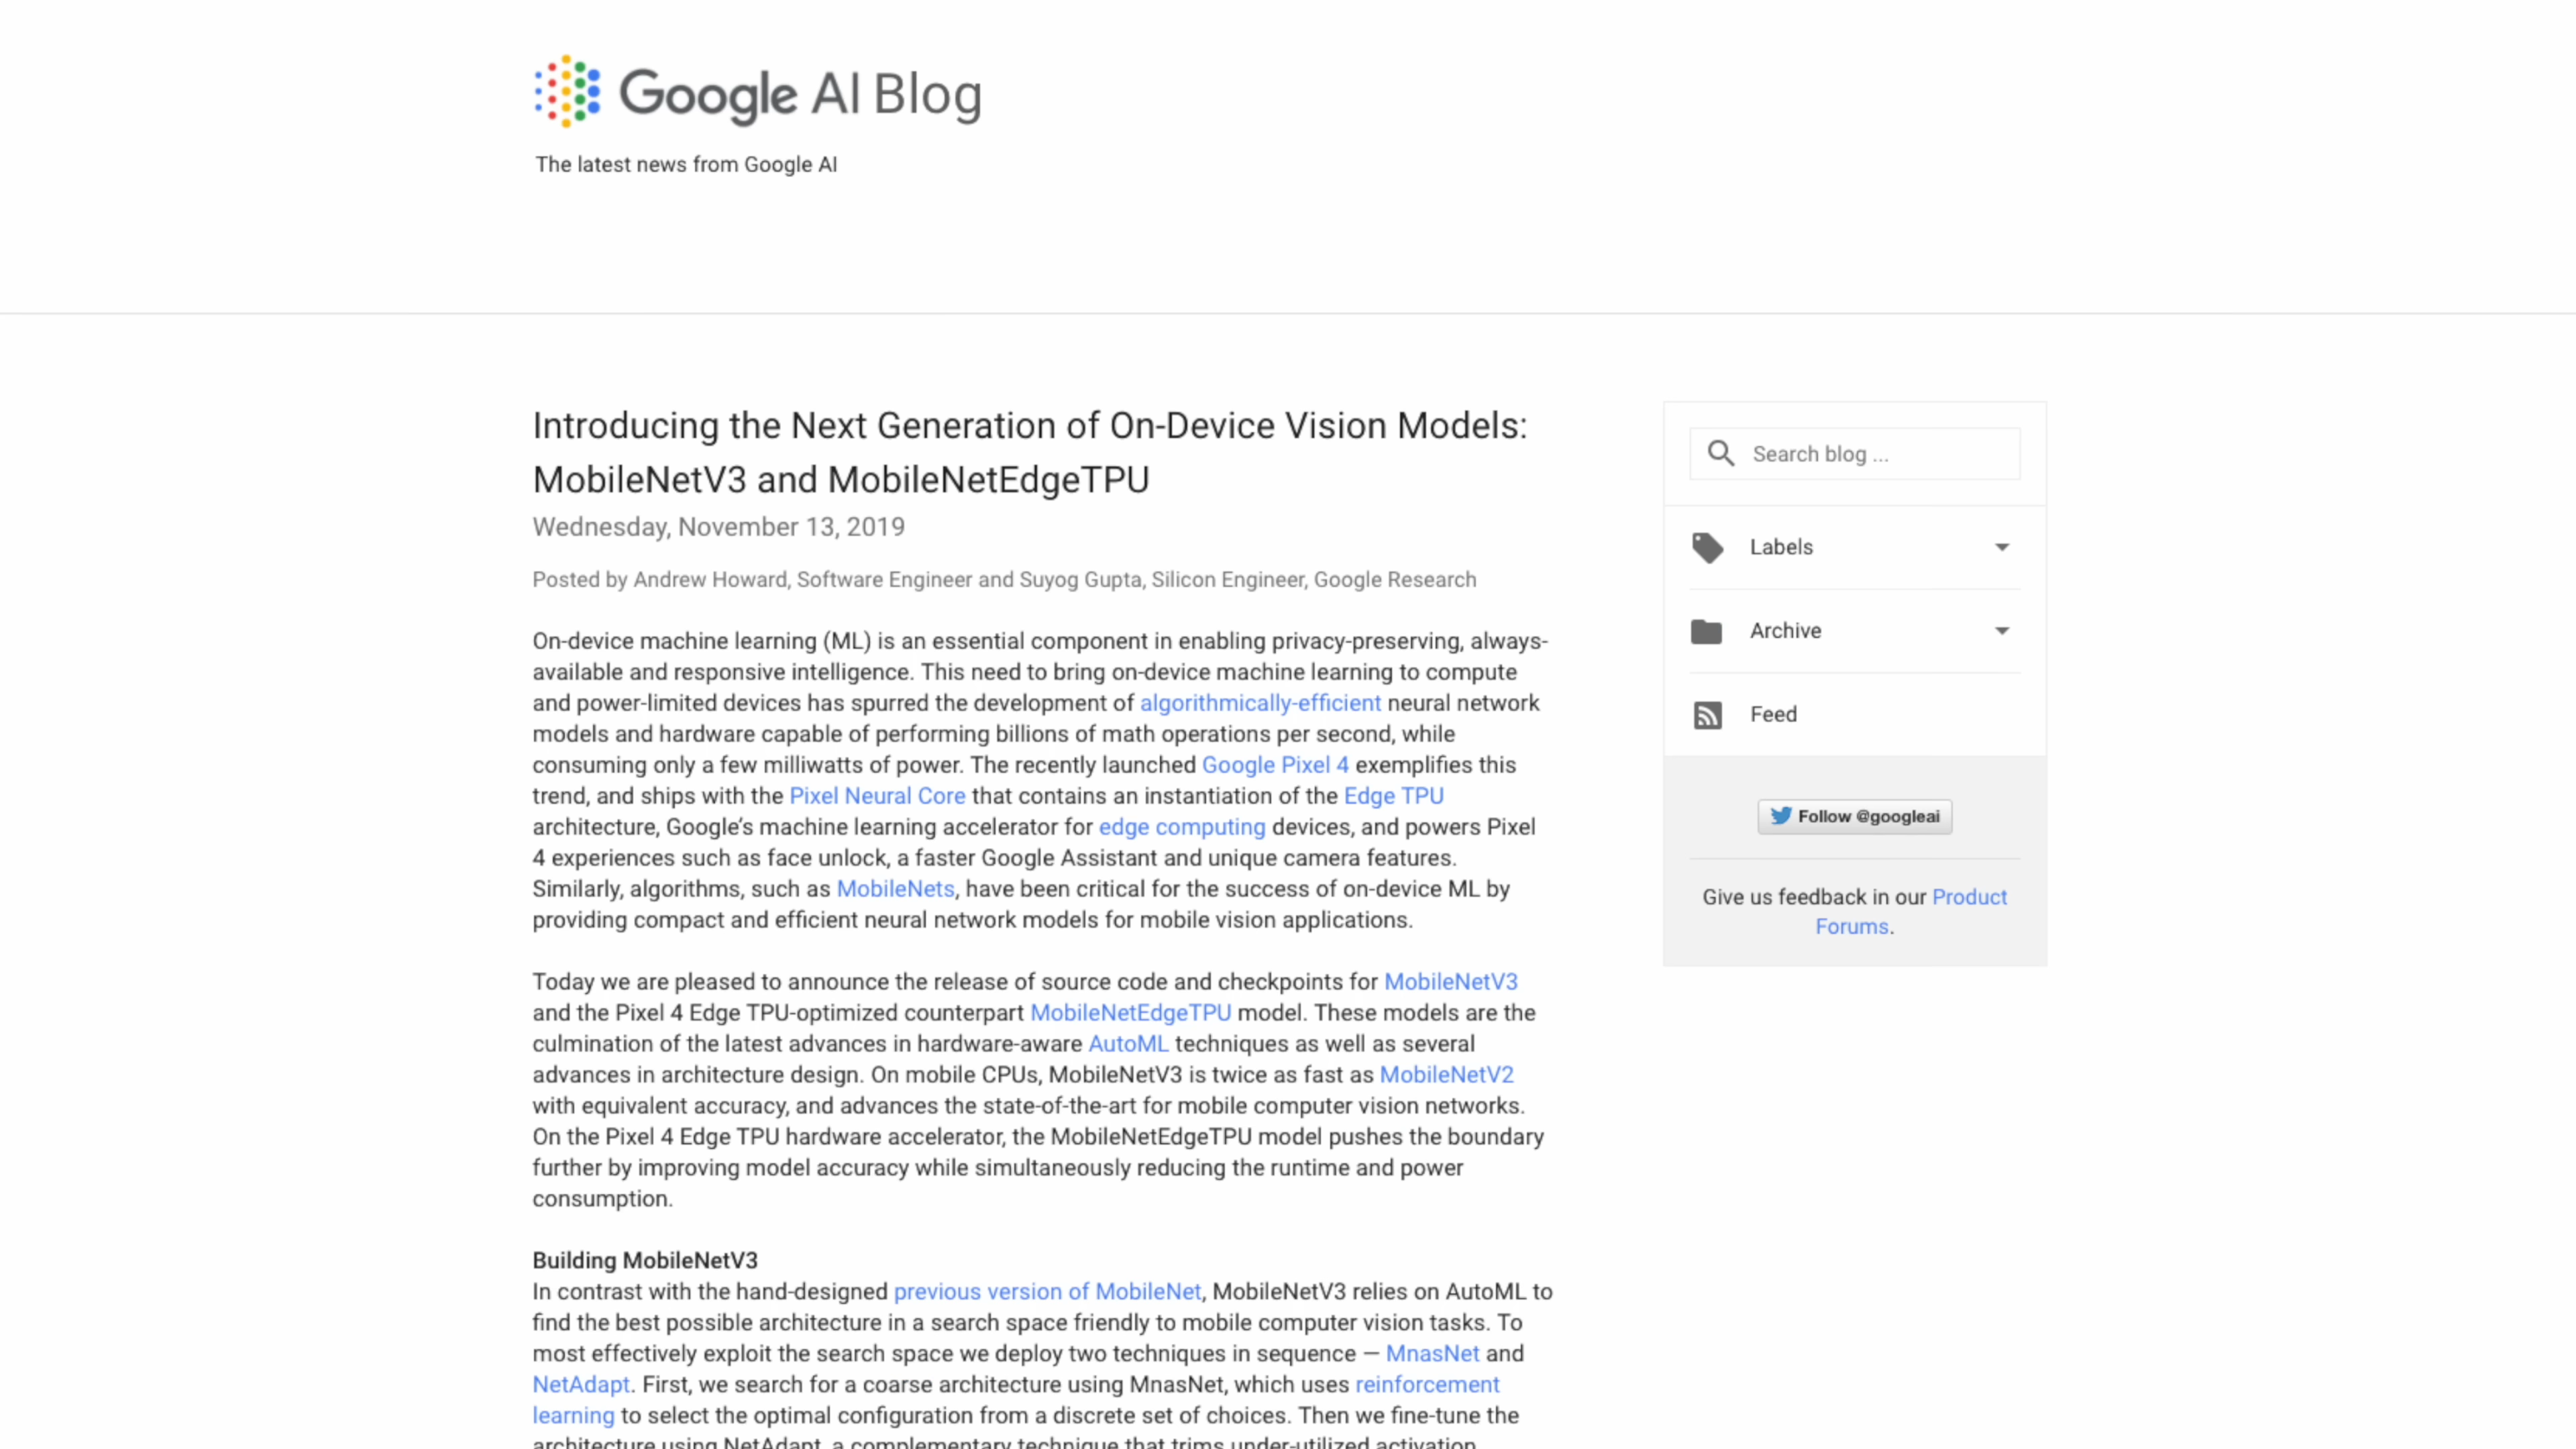 Google AI Blog
The latest news from Google AI
Introducing the Next Generation of On-Device Vision Models:
MobileNetV3 and MobileNetEdgeTPU
Wednesday, November 13, 2019
Posted by Andrew Howard, Software Engineer and Suyog Gupta, Silicon Engineer, Google Research
On-device machine learning (ML) is an essential component in enabling privacy-preserving, always-
available and responsive intelligence. This need to bring on-device machine learning to compute
and power-limited devices has spurred the development of algorithmically-efficient neural network
models and hardware capable of performing billions of math operations per second, while
consuming only a few milliwatts of power. The recently launched Google Pixel 4 exemplifies this
trend, and ships with the Pixel Neural Core that contains an instantiation of the Edge TPU
architecture, Google’s machine learning accelerator for edge computing devices, and powers Pixel
4 experiences such as face unlock, a faster Google Assistant and unique camera features.
Similarly, algorithms, such as MobileNets, have been critical for the success of on-device ML by
providing compact and efficient neural network models for mobile vision applications.
Today we are pleased to announce the release of source code and checkpoints for MobileNetV3
and the Pixel 4 Edge TPU-optimized counterpart MobileNetEdgeTPU model. These models are the
culmination of the latest advances in hardware-aware AutoML techniques as well as several
advances in architecture design. On mobile CPUs, MobileNetV3 is twice as fast as MobileNetV2
with equivalent accuracy, and advances the state-of-the-art for mobile computer vision networks.
On the Pixel 4 Edge TPU hardware accelerator, the MobileNetEdgeTPU model pushes the boundary
further by improving model accuracy while simultaneously reducing the runtime and power
consumption.
Building MobileNetV3
In contrast with the hand-designed previous version of MobileNet, MobileNetV3 relies on AutoML to
find the best possible architecture in a search space friendly to mobile computer vision tasks. To
most effectively exploit the search space we deploy two techniques in sequence — MnasNet and
NetAdapt. First, we search for a coarse architecture using MnasNet, which uses reinforcement
learning to select the optimal configuration from a discrete set of choices. Then we fine-tune the
architecture using NetAdapt, a complementary technique that trims under-utilized activation
Search blog ...
Labels
Archive
Feed
Follow @googleai
Give us feedback in our Product
Forums.